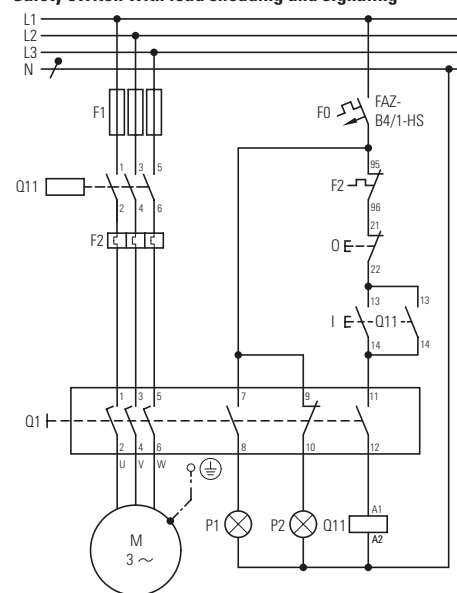 Safety switch with load shedding and signaling
L1
L2
L3
N
F1
F0
FAZ-
B4/1-HS
95
F2
96
1 3 5
Q11
2 4 6
21
O E
22
F2
13 13
I E Q11
14 14
1 3 5 7 9 11
Q1
2 4 6 8 10 12
U V W
P1 P2 Q11
A1
A2
M
3 ~